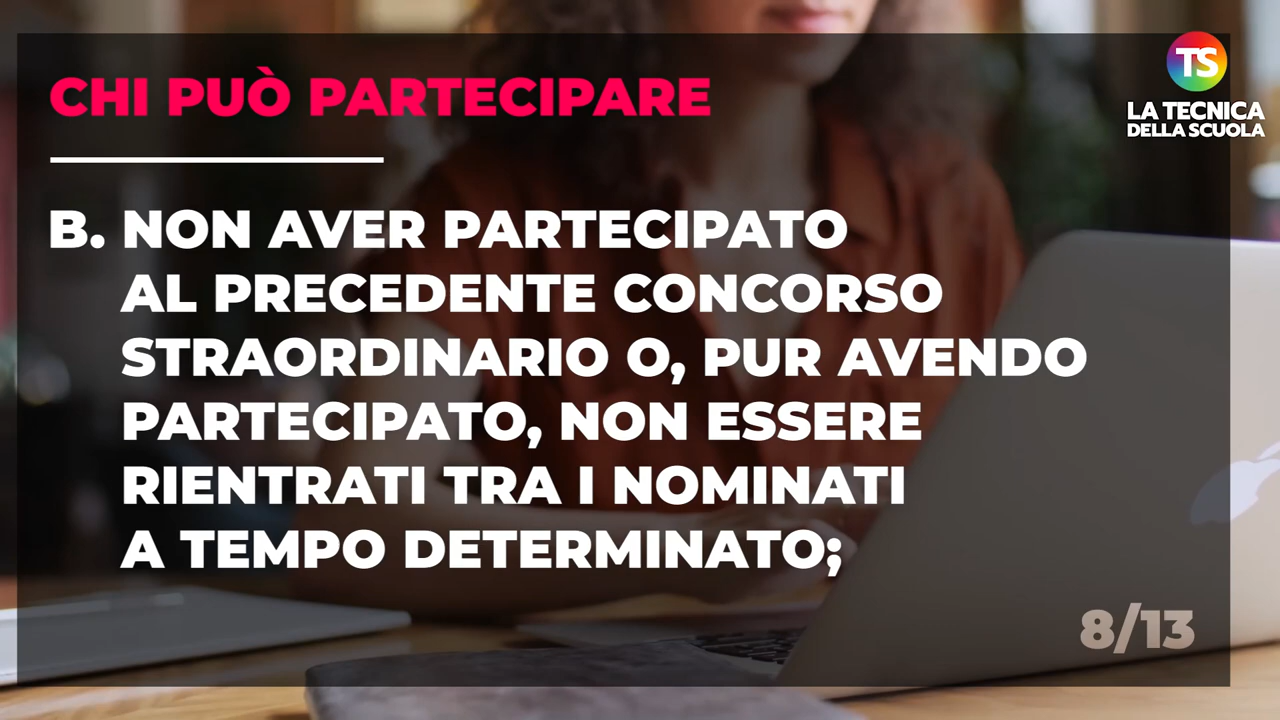 CHI PUÒ PARTECIPARE
TS
LA TECNICA
DELLA SCUOLA
B. NON AVER PARTECIPATO
AL PRECEDENTE CONCORSO
STRAORDINARIO O, PUR AVENDO
PARTECIPATO, NON ESSERE
RIENTRATI TRA I NOMINATI
A TEMPO DETERMINATO;
8/13